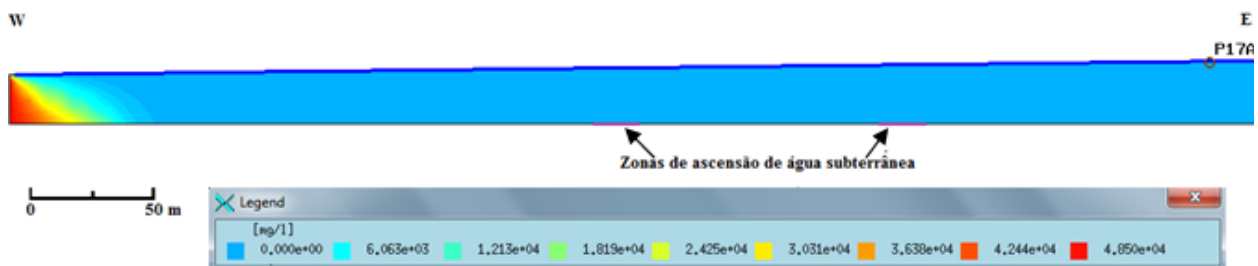 W E
P17A
Zonas de ascensão de água subterrânea
0 50 m
Legend x
[mg/l]
0.000e+00 6.063e+03 1.213e+04 1.819e+04 2.425e+04 3.031e+04 3.638e+04 4.244e+04 4.850e+04